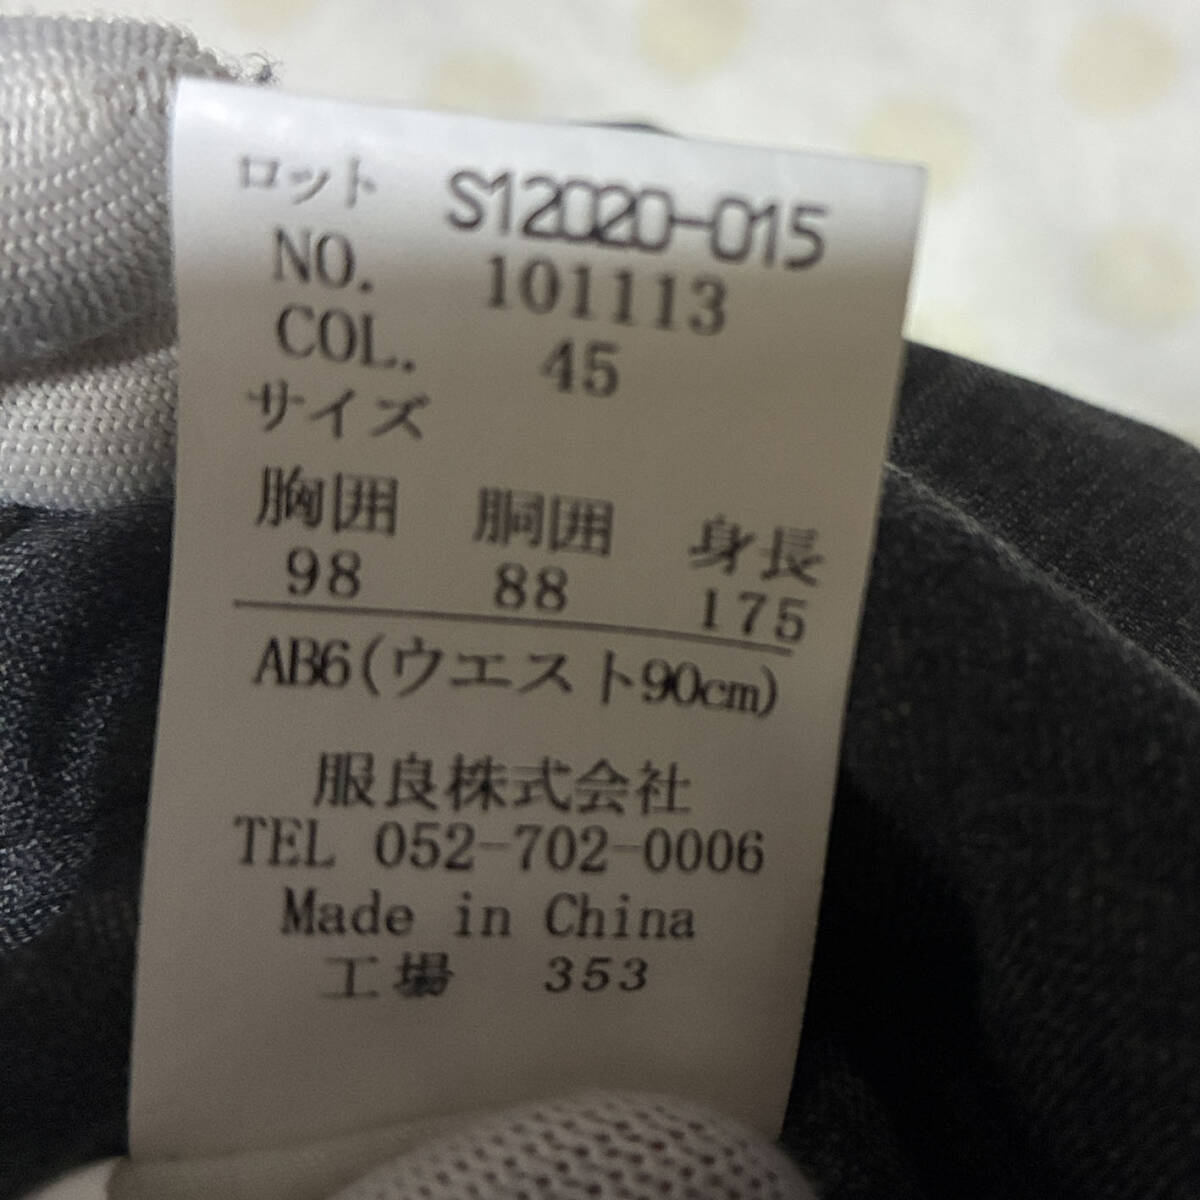 ロット S12020-015
NO. 101113
COL. 45
サイズ
胸囲 胴囲 身長
98 88 175
AB6(ウエスト90cm)
服良株式会社
TEL 052-702-0006
Made in China
工場 353